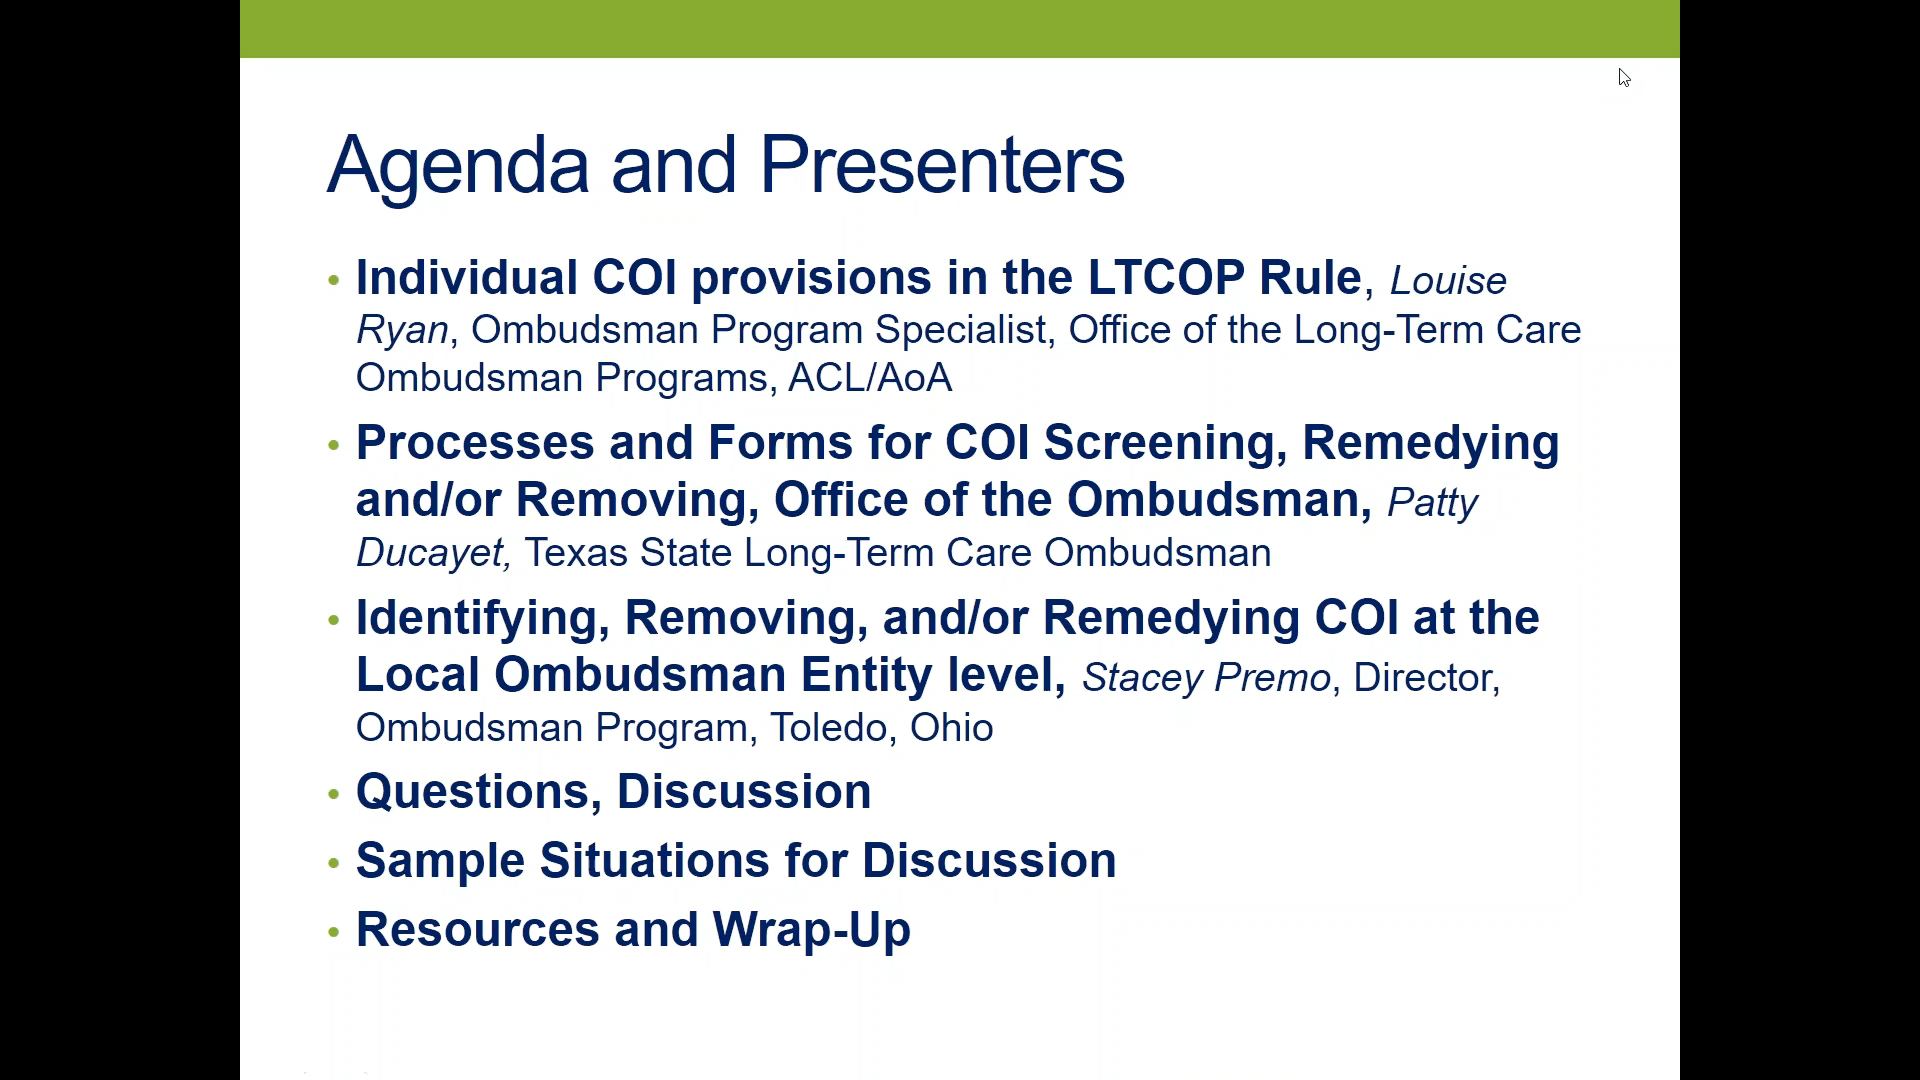 Agenda and Presenters
• Individual COI provisions in the LTCOP Rule, Louise
Ryan, Ombudsman Program Specialist, Office of the Long-Term Care
Ombudsman Programs, ACL/AoA
• Processes and Forms for COI Screening, Remedying
and/or Removing, Office of the Ombudsman, Patty
Ducayet, Texas State Long-Term Care Ombudsman
• Identifying, Removing, and/or Remedying COI at the
Local Ombudsman Entity level, Stacey Premo, Director,
Ombudsman Program, Toledo, Ohio
• Questions, Discussion
• Sample Situations for Discussion
• Resources and Wrap-Up